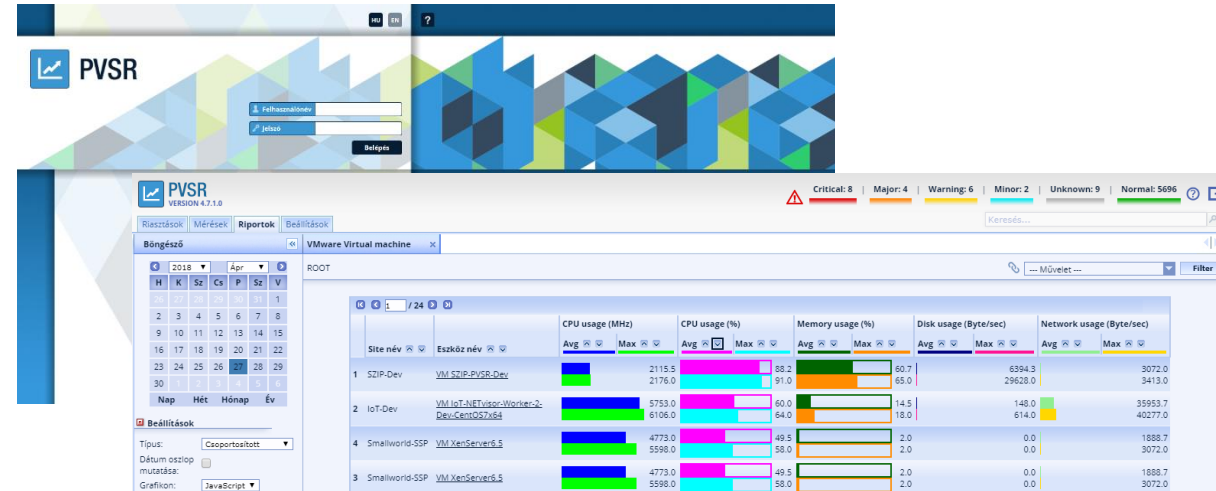 HU EN ?
PVSR
Felhasználónév
Jelszó
Belépés
PVSR
VERSION 4.7.1.0
Critical: 8 | Major: 4 | Warning: 6 | Minor: 2 | Unknown: 9 | Normal: 5696 ?
Riasztások Mérések Riportok Beállítások
Keresés...
Böngésző
VMware Virtual machine x
2018 Ápr
ROOT
--- Művelet ---
Filter
H K Sz Cs P Sz V
26 27 28 29 30 31 1
2 3 4 5 6 7 8
9 10 11 12 13 14 15
16 17 18 19 20 21 22
23 24 25 26 27 28 29
30 1 2 3 4 5 6
Nap Hét Hónap Év
Beállítások
Típus: Csoportosított
Dátum oszlop mutatása:
Grafikon: JavaScript
1 / 24
CPU usage (MHz) CPU usage (%) Memory usage (%) Disk usage (Byte/sec) Network usage (Byte/sec)
Site név Eszköz név Avg Max Avg Max Avg Max Avg Max Avg Max
1 SZIP-Dev VM SZIP-PVSR-Dev 2115.5 88.2 60.7 6394.3 3072.0
2176.0 91.0 65.0 29628.0 3413.0
2 IoT-Dev VM IoT-NETvisor-Worker-2- 5753.0 60.0 14.5 148.0 35953.7
Dev-CentOS7x64 6106.0 64.0 18.0 614.0 40277.0
4 Smallworld-SSP VM XenServer6.5 4773.0 49.5 2.0 0.0 1888.7
5598.0 58.0 2.0 0.0 3072.0
3 Smallworld-SSP VM XenServer6.5 4773.0 49.5 2.0 0.0 1888.7
5598.0 58.0 2.0 0.0 3072.0